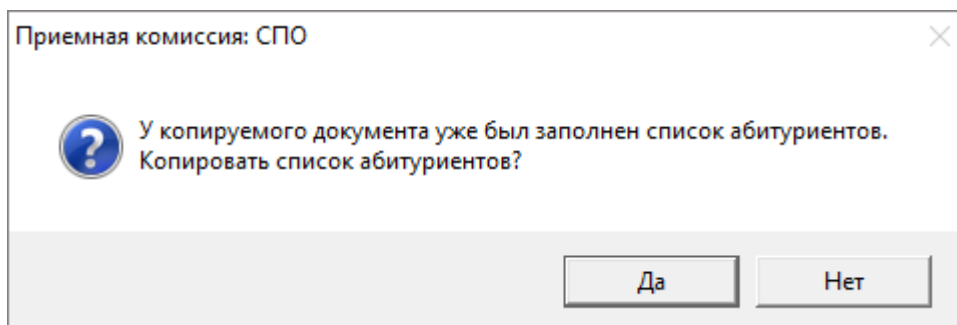 Приемная комиссия: СПО
У копируемого документа уже был заполнен список абитуриентов.
Копировать список абитуриентов?
Да
Нет